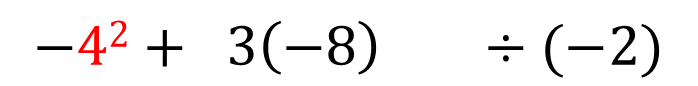 −4² + 3(−8) ÷ (−2)